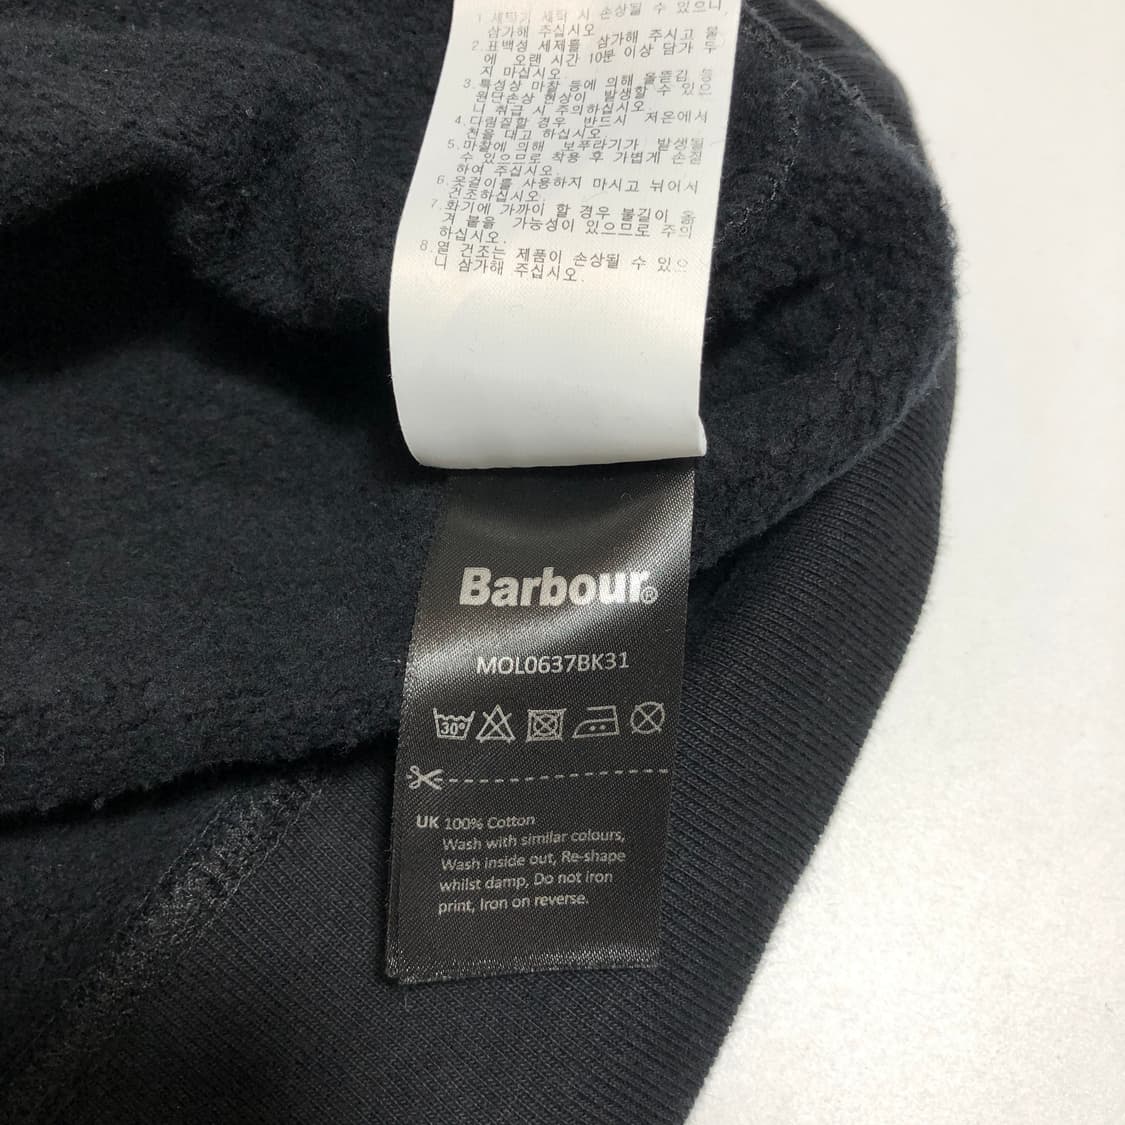 1.세탁기 세탁 시 손상될 수 있으니,
삼가해 주십시오
2.표백성 세제를 삼가해 주시고 물
에 오랜 시간 10분 이상 담가 두
지 마십시오.
3.특성상 마찰 등에 의해 올뜯김 등
원단손상 현상이 발생할 수 있으
니 취급 시 주의하십시오.
4.다림질할 경우 반드시 저온에서
천을 대고 하십시오.
5.마찰에 의해 보푸라기가 발생될
수 있으므로 착용 후 가볍게 손질
하여 주십시오.
6.옷걸이를 사용하지 마시고 뉘어서
건조하십시오.
7.화기에 가까이 할 경우 불길이 옮
겨 붙을 가능성이 있으므로 주의
하십시오.
8.열 건조는 제품이 손상될 수 있으
니 삼가해 주십시오.
Barbour®
MOL0637BK31
30°
UK 100% Cotton
Wash with similar colours,
Wash inside out, Re-shape
whilst damp, Do not iron
print, Iron on reverse.